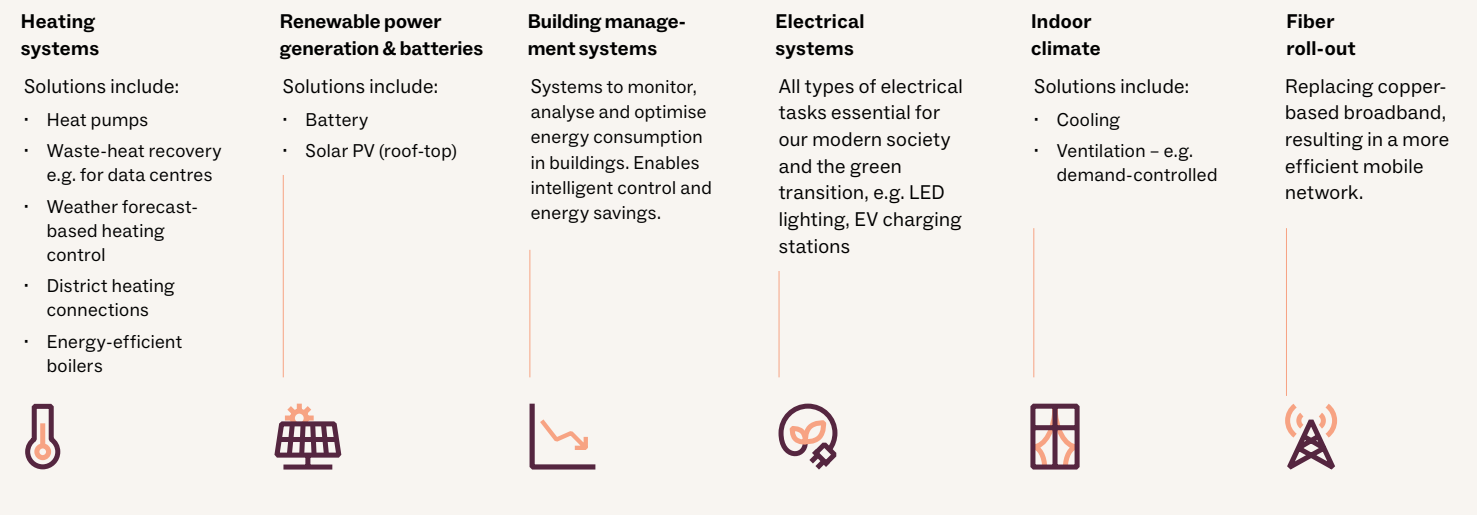 Heating
systems
Solutions include:
· Heat pumps
· Waste-heat recovery
e.g. for data centres
· Weather forecast-
based heating
control
· District heating
connections
· Energy-efficient
boilers
Renewable power
generation & batteries
Solutions include:
· Battery
· Solar PV (roof-top)
Building manage-
ment systems
Systems to monitor,
analyse and optimise
energy consumption
in buildings. Enables
intelligent control and
energy savings.
Electrical
systems
All types of electrical
tasks essential for
our modern society
and the green
transition, e.g. LED
lighting, EV charging
stations
Indoor
climate
Solutions include:
· Cooling
· Ventilation – e.g.
demand-controlled
Fiber
roll-out
Replacing copper-
based broadband,
resulting in a more
efficient mobile
network.